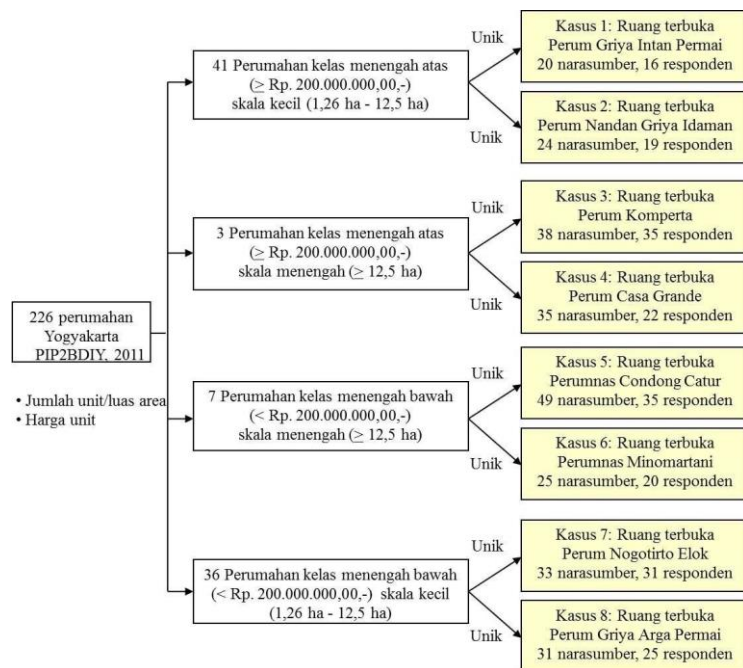 226 perumahan
Yogyakarta
PIP2BDIY, 2011
• Jumlah unit/luas area
• Harga unit
41 Perumahan kelas menengah atas
(≥ Rp. 200.000.000,00,-)
skala kecil (1,26 ha - 12,5 ha)
Unik
Kasus 1: Ruang terbuka
Perum Griya Intan Permai
20 narasumber, 16 responden
Unik
Kasus 2: Ruang terbuka
Perum Nandan Griya Idaman
24 narasumber, 19 responden
3 Perumahan kelas menengah atas
(≥ Rp. 200.000.000,00,-)
skala menengah (≥ 12,5 ha)
Unik
Kasus 3: Ruang terbuka
Perum Komperta
38 narasumber, 35 responden
Unik
Kasus 4: Ruang terbuka
Perum Casa Grande
35 narasumber, 22 responden
7 Perumahan kelas menengah bawah
(< Rp. 200.000.000,00,-)
skala menengah (≥ 12,5 ha)
Unik
Kasus 5: Ruang terbuka
Perumnas Condong Catur
49 narasumber, 35 responden
Unik
Kasus 6: Ruang terbuka
Perumnas Minomartani
25 narasumber, 20 responden
36 Perumahan kelas menengah bawah
(< Rp. 200.000.000,00,-) skala kecil
(1,26 ha - 12,5 ha)
Unik
Kasus 7: Ruang terbuka
Perum Nogotirto Elok
33 narasumber, 31 responden
Unik
Kasus 8: Ruang terbuka
Perum Griya Arga Permai
31 narasumber, 25 responden